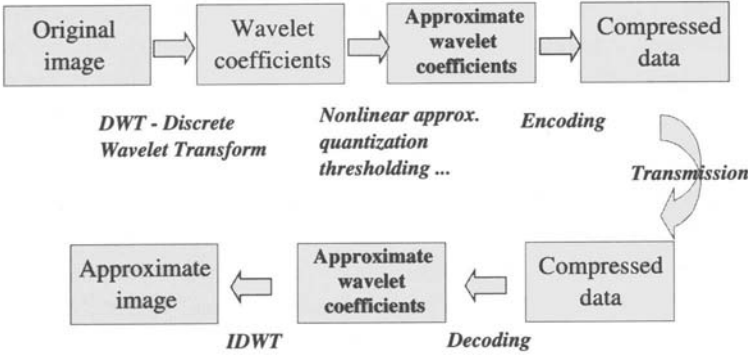 Original
image
Wavelet
coefficients
Approximate
wavelet
coefficients
Compressed
data
DWT - Discrete
Wavelet Transform
Nonlinear approx.
quantization
thresholding ...
Encoding
Transmission
Approximate
image
Approximate
wavelet
coefficients
Compressed
data
IDWT
Decoding